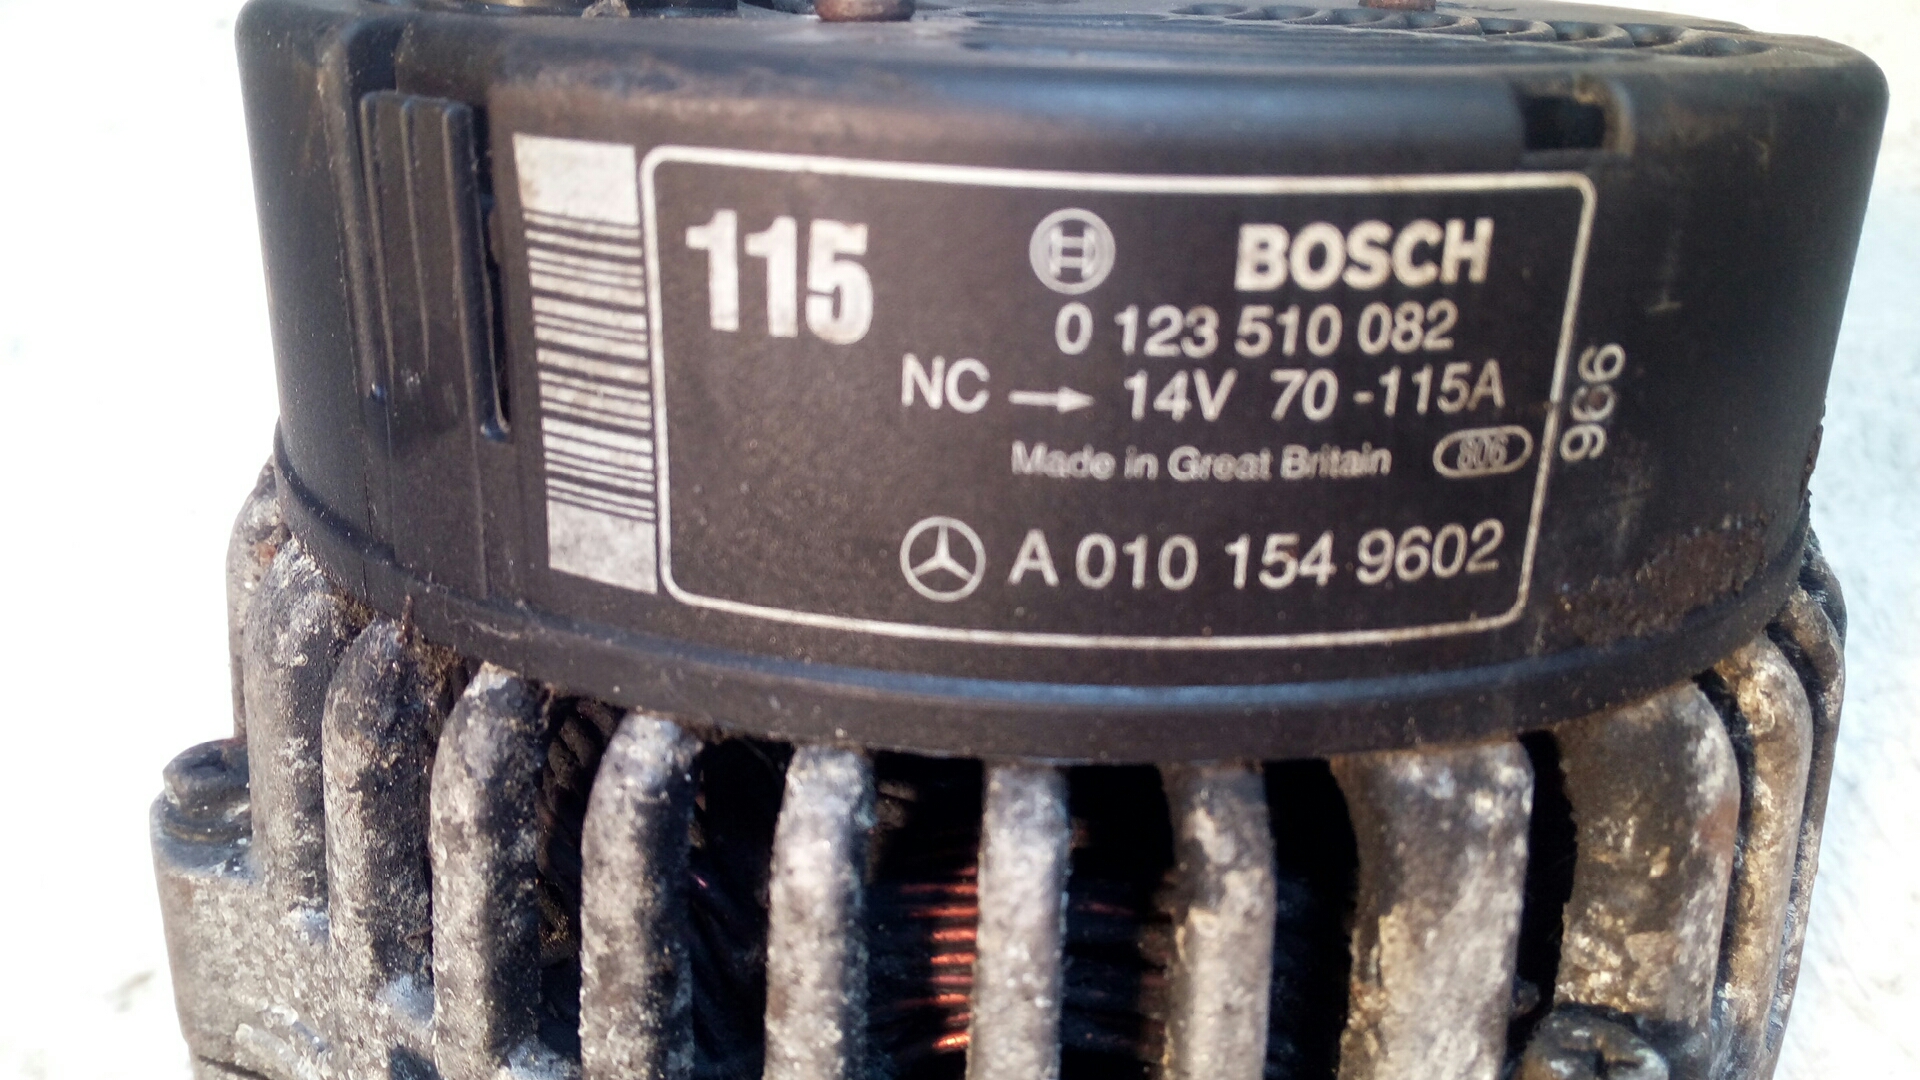 115
BOSCH
0 123 510 082
NC → 14V 70-115A
Made in Great Britain 806
A 010 154 9602
966